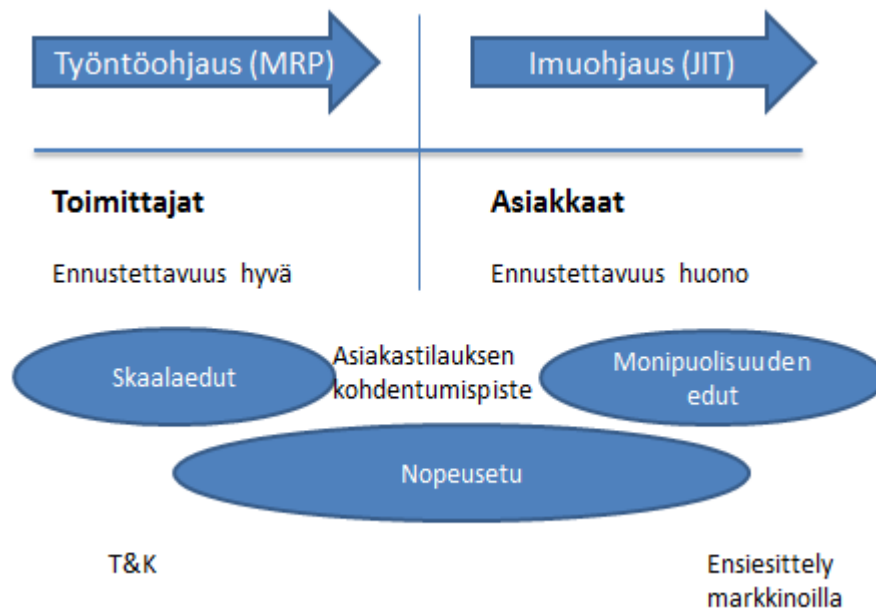 Työntöohjaus (MRP)
Imuohjaus (JIT)
Toimittajat
Asiakkaat
Ennustettavuus hyvä
Ennustettavuus huono
Skaalaedut
Asiakastilauksen
kohdentumispiste
Monipuolisuuden
edut
Nopeusetu
T&K
Ensiesittely
markkinoilla